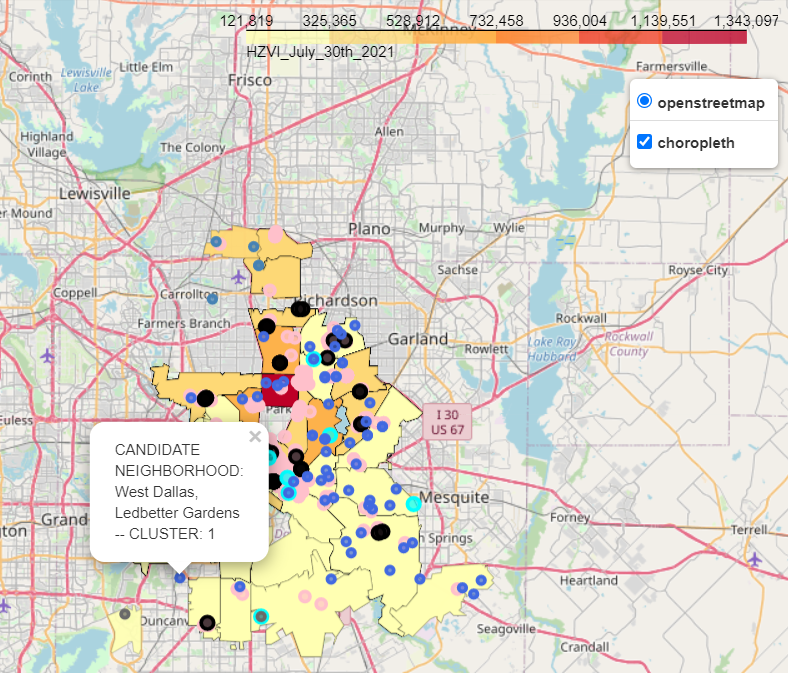 121,819 325,365 528,912 732,458 936,004 1,139,551 1,343,097
McKinney
HZVI_July_30th_2021
Little Elm
Lewisville
Lake
Corinth
Frisco
Farmersville
openstreetmap
Allen
Highland
Village
The Colony
choropleth
Lewisville
er Mound
Plano
Murphy
Wylie
Sachse
Royse City
Coppell
Carrollton
Richardson
Farmers Branch
Garland
Rockwall
Rowlett
Lake Ray
Hubbard
Rockwall
County
Euless
Park
I 30
US 67
×
CANDIDATE
NEIGHBORHOOD:
West Dallas,
Ledbetter Gardens
-- CLUSTER: 1
Mesquite
Grand
gton
Forney
Terrell
h Springs
Heartland
Duncanv
Seagoville
Crandall